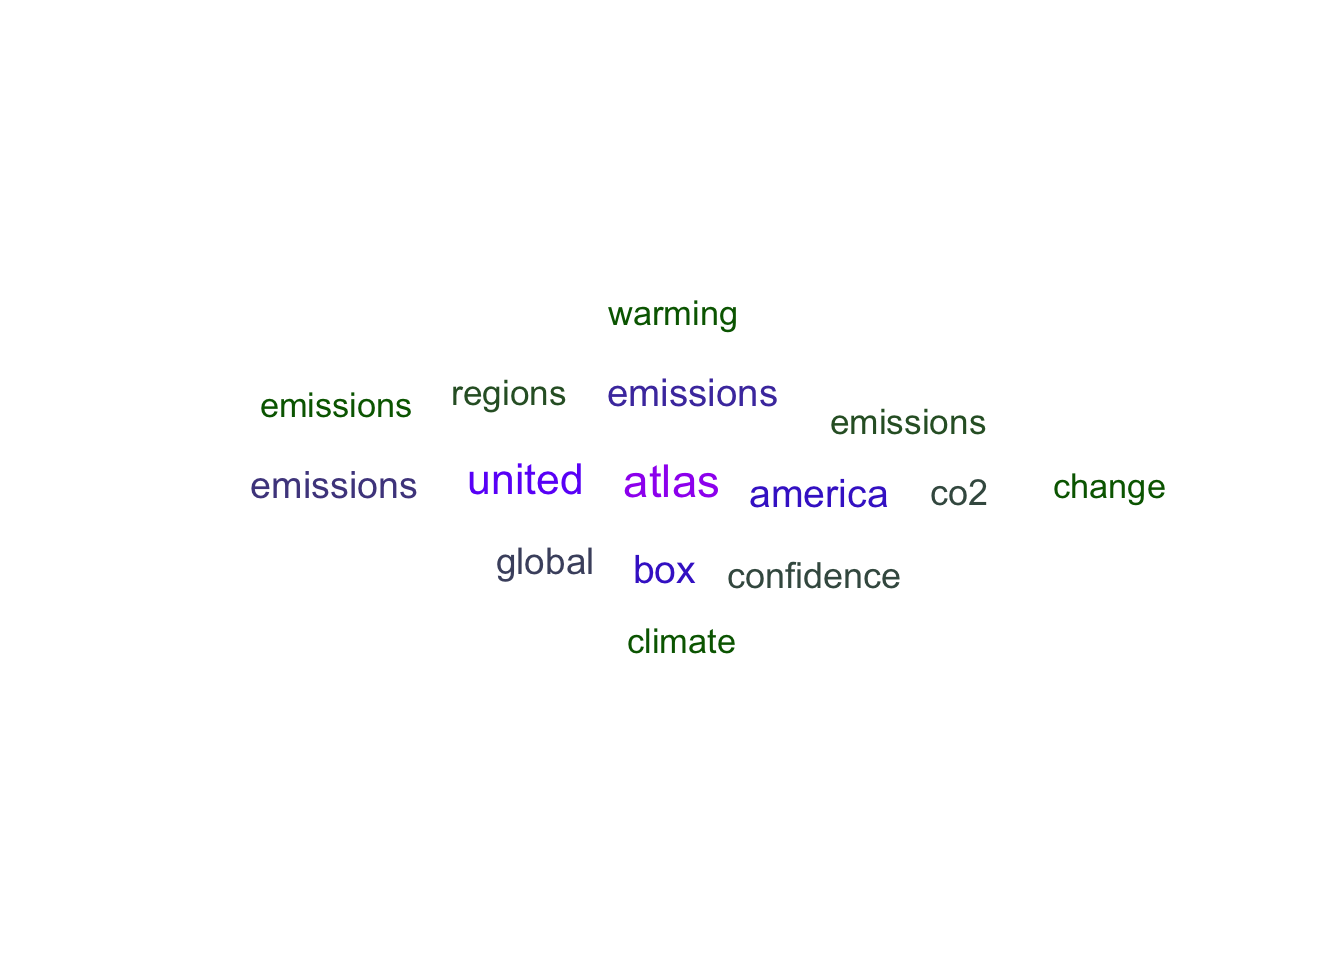 warming
emissions regions emissions emissions
emissions united atlas america co2 change
global box confidence
climate